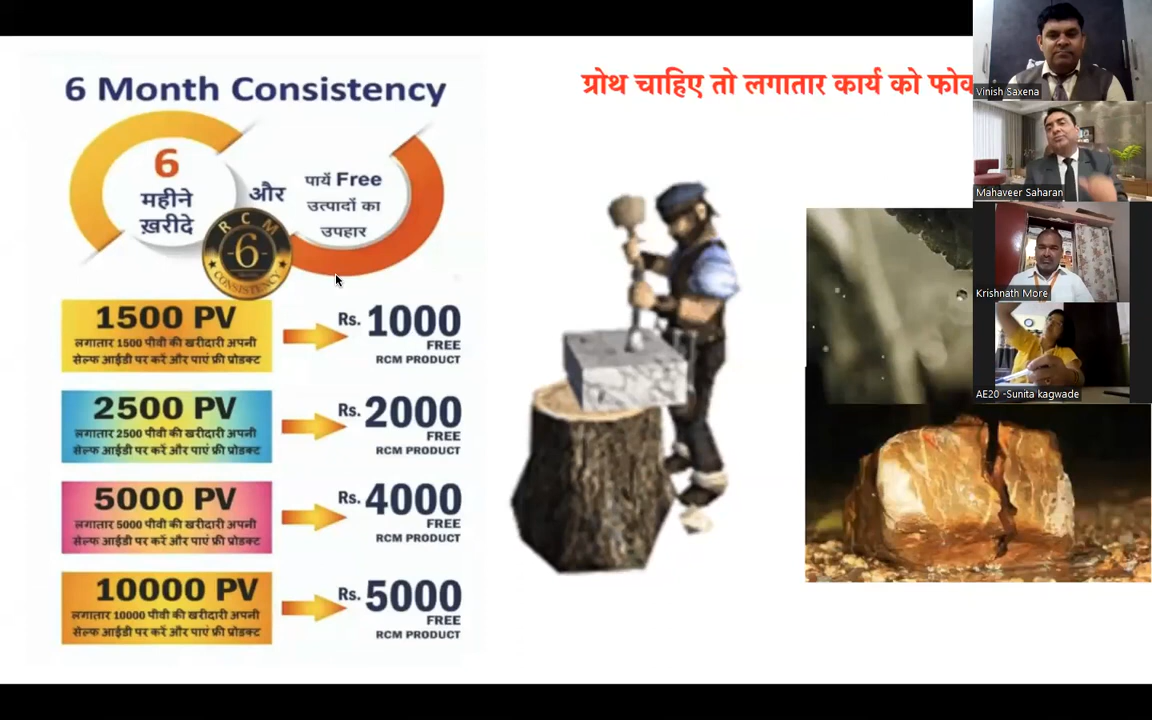 6 Month Consistency
6
महीने
ख़रीदे
और
पायें Free
उत्पादों का
उपहार
RCM
6
CONSISTENCY
1500 PV
लगातार 1500 पीवी की खरीदारी अपनी
सेल्फ आईडी पर करें और पाएं फ्री प्रोडक्ट
Rs. 1000
FREE
RCM PRODUCT
2500 PV
लगातार 2500 पीवी की खरीदारी अपनी
सेल्फ आईडी पर करें और पाएं फ्री प्रोडक्ट
Rs. 2000
FREE
RCM PRODUCT
5000 PV
लगातार 5000 पीवी की खरीदारी अपनी
सेल्फ आईडी पर करें और पाएं फ्री प्रोडक्ट
Rs. 4000
FREE
RCM PRODUCT
10000 PV
लगातार 10000 पीवी की खरीदारी अपनी
सेल्फ आईडी पर करें और पाएं फ्री प्रोडक्ट
Rs. 5000
FREE
RCM PRODUCT
ग्रोथ चाहिए तो लगातार कार्य को
Vinish Saxena
Mahaveer Saharan
Krishnath More
AE20 -Sunita kagwade